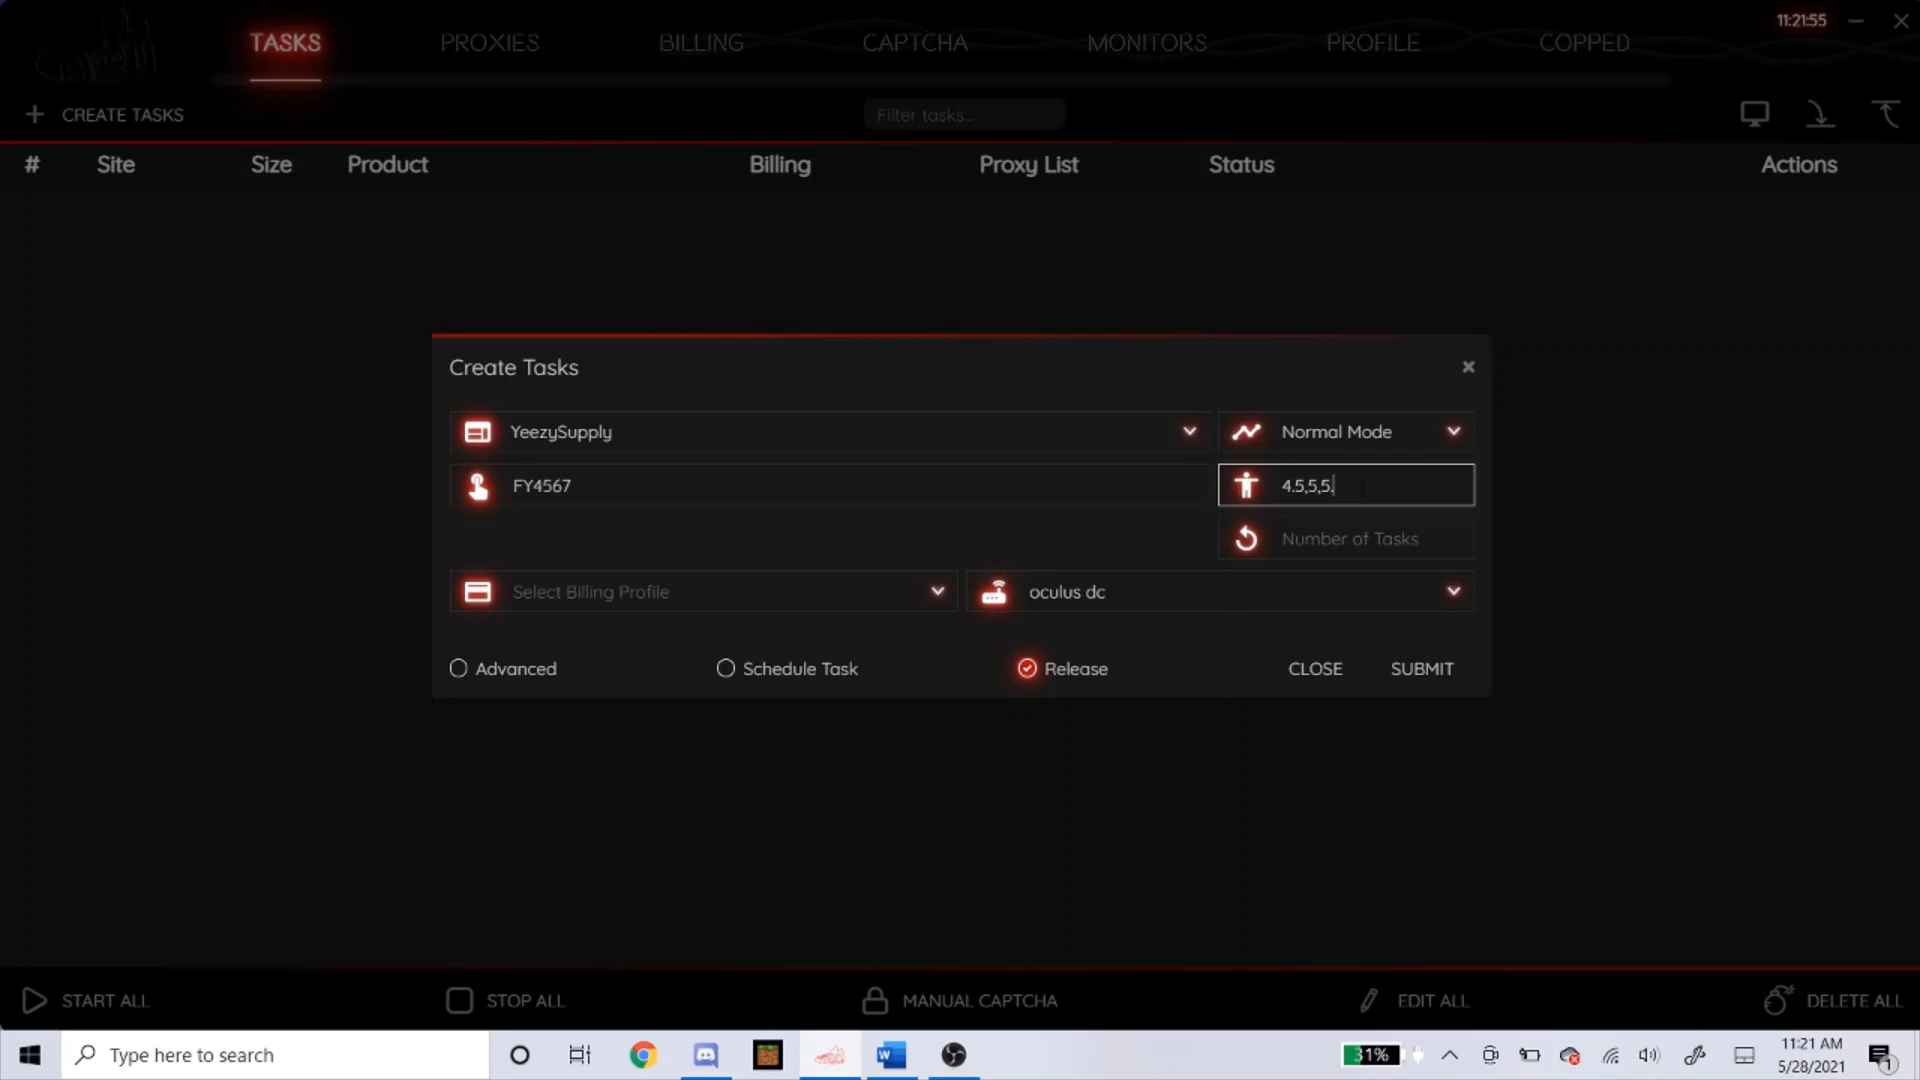 11:21:55
TASKS PROXIES BILLING CAPTCHA MONITORS PROFILE COPPED
CREATE TASKS Filter tasks...
# Site Size Product Billing Proxy List Status Actions
Create Tasks
YeezySupply Normal Mode
FY4567 4.5,5,5.
Number of Tasks
Select Billing Profile oculus dc
Advanced Schedule Task Release CLOSE SUBMIT
START ALL STOP ALL MANUAL CAPTCHA EDIT ALL DELETE ALL
Type here to search 31% 11:21 AM
5/28/2021 1